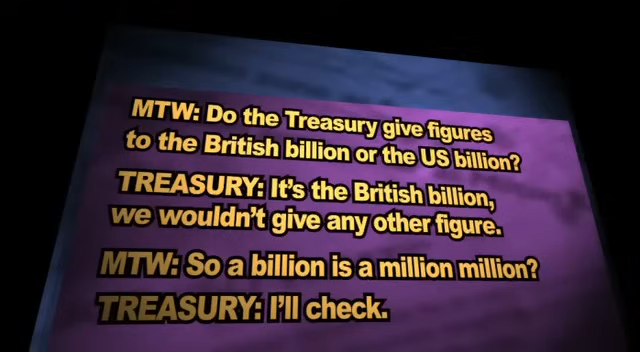 MTW: Do the Treasury give figures
to the British billion or the US billion?
TREASURY: It's the British billion,
we wouldn't give any other figure.
MTW: So a billion is a million million?
TREASURY: I'll check.